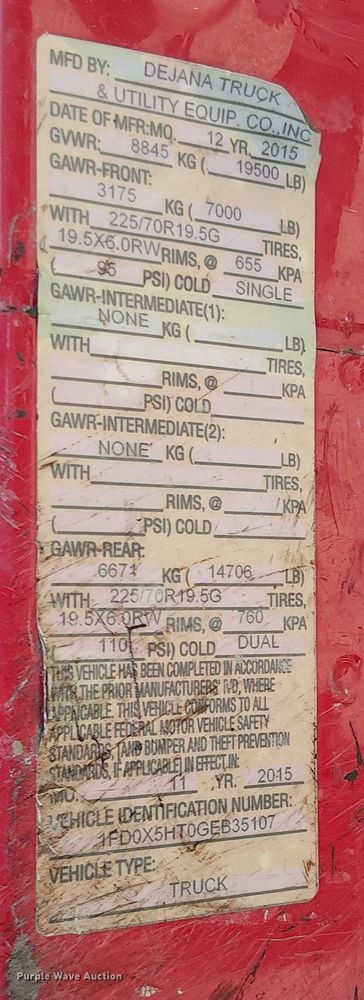 MFD BY: DEJANA TRUCK
& UTILITY EQUIP. CO.,INC
DATE OF MFR:MO. 12 YR. 2015
GVWR: 8845 KG ( 19500 LB)
GAWR-FRONT:
3175 KG ( 7000 LB)
WITH 225/70R19.5G TIRES,
19.5X6.0RW RIMS, @ 655 KPA
( 95 PSI) COLD SINGLE
GAWR-INTERMEDIATE(1):
NONE KG ( LB)
WITH TIRES,
RIMS, @ KPA
( PSI) COLD
GAWR-INTERMEDIATE(2):
NONE KG ( LB)
WITH TIRES,
RIMS, @ KPA
( PSI) COLD
GAWR-REAR:
6671 KG ( 14706 LB)
WITH 225/70R19.5G TIRES,
19.5X6.0RW RIMS, @ 760 KPA
110 PSI) COLD DUAL
THIS VEHICLE HAS BEEN COMPLETED IN ACCORDANCE
WITH THE PRIOR MANUFACTURERS' IVD, WHERE
APPLICABLE. THIS VEHICLE CONFORMS TO ALL
APPLICABLE FEDERAL MOTOR VEHICLE SAFETY
STANDARDS, [AND BUMPER AND THEFT PREVENTION
STANDARDS, IF APPLICABLE] IN EFFECT IN:
MO. 11 .YR. 2015
VEHICLE IDENTIFICATION NUMBER:
1FD0X5HT0GEB35107
VEHICLE TYPE:
TRUCK
Purple Wave Auction